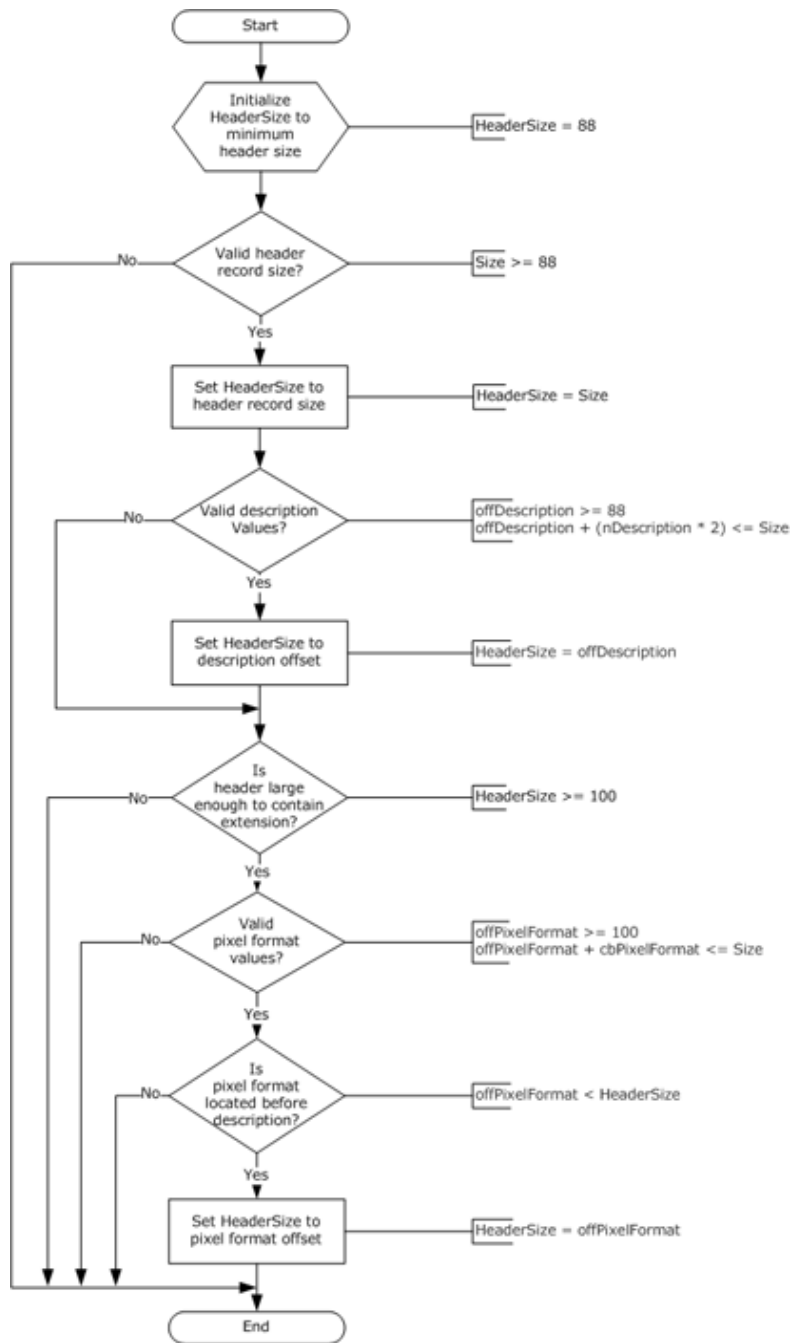 Start
Initialize
HeaderSize to
minimum
header size
HeaderSize = 88
No
Valid header
record size?
Size >= 88
Yes
Set HeaderSize to
header record size
HeaderSize = Size
No
Valid description
Values?
offDescription >= 88
offDescription + (nDescription * 2) <= Size
Yes
Set HeaderSize to
description offset
HeaderSize = offDescription
No
Is
header large
enough to contain
extension?
HeaderSize >= 100
Yes
No
Valid
pixel format
values?
offPixelFormat >= 100
offPixelFormat + cbPixelFormat <= Size
Yes
No
Is
pixel format
located before
description?
offPixelFormat < HeaderSize
Yes
Set HeaderSize to
pixel format offset
HeaderSize = offPixelFormat
End